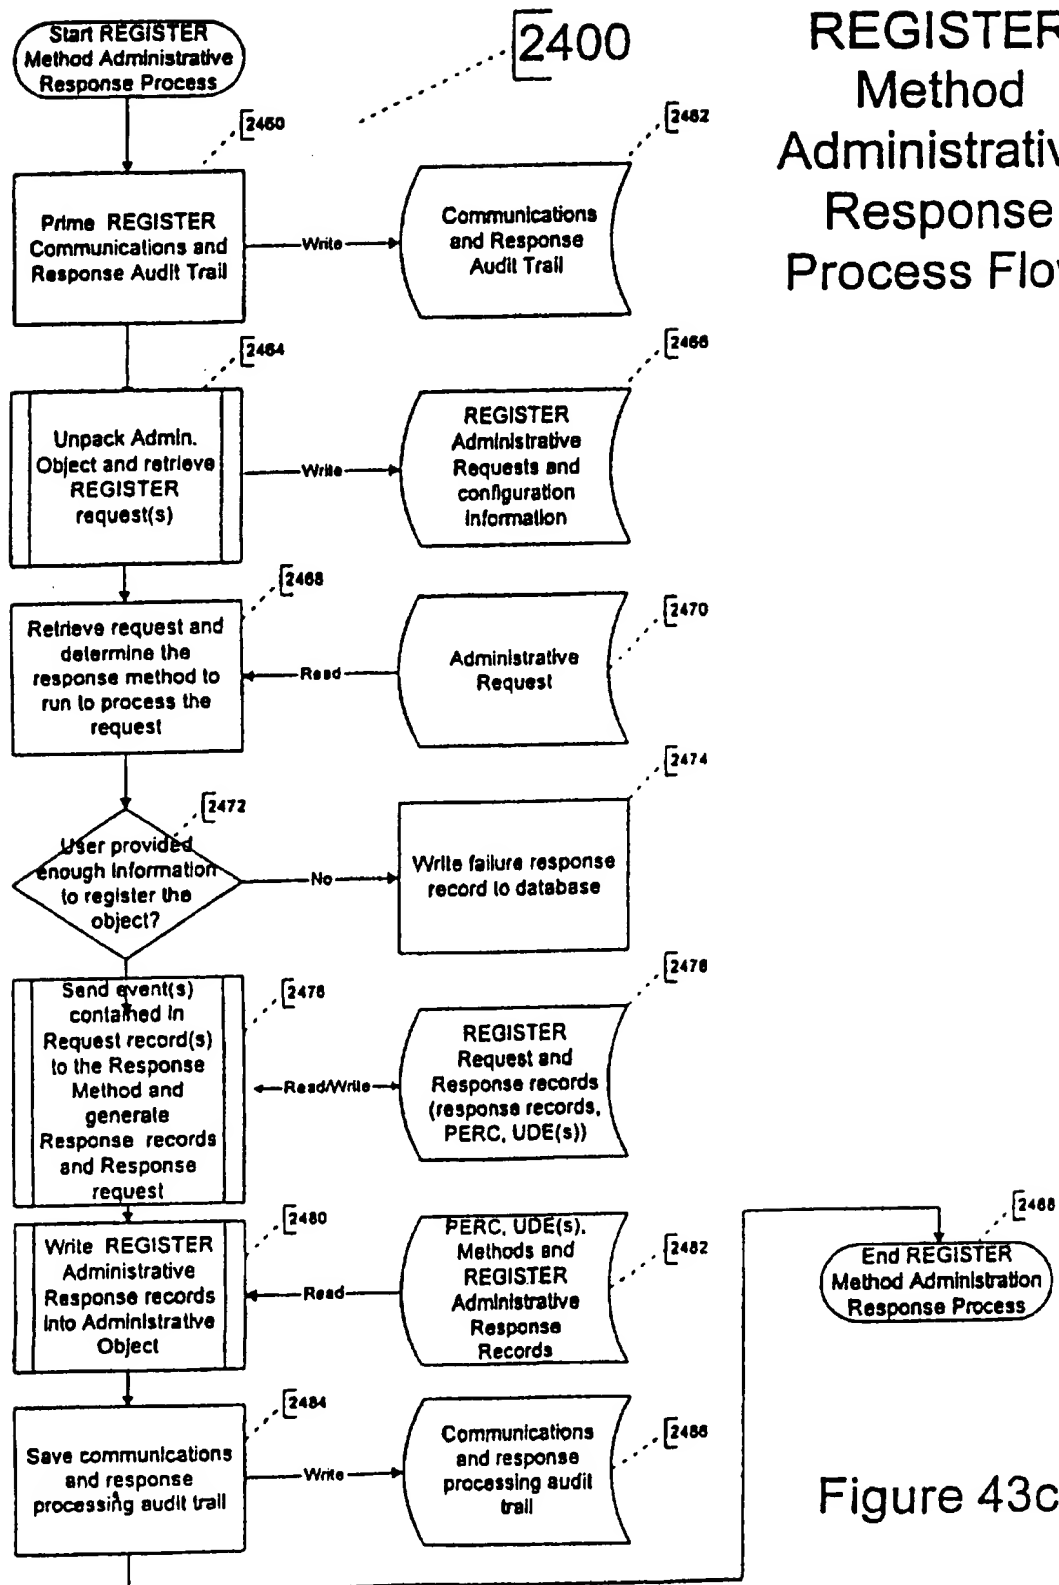 Start REGISTER
Method Administrative
Response Process
2400
REGISTER
Method
Administrativ
Response
Process Flo
2460
Prime REGISTER
Communications and
Response Audit Trail
Write
2462
Communications
and Response
Audit Trail
2464
Unpack Admin.
Object and retrieve
REGISTER
request(s)
Write
2466
REGISTER
Administrative
Requests and
configuration
information
2468
Retrieve request and
determine the
response method to
run to process the
request
Read
2470
Administrative
Request
2472
User provided
enough information
to register the
object?
No
2474
Write failure response
record to database
2476
Send event(s)
contained in
Request record(s)
to the Response
Method and
generate
Response records
and Response
request
Read/Write
2478
REGISTER
Request and
Response records
(response records,
PERC, UDE(s))
2480
Write REGISTER
Administrative
Response records
into Administrative
Object
Read
2482
PERC, UDE(s),
Methods and
REGISTER
Administrative
Response
Records
2484
Save communications
and response
processing audit trail
Write
2486
Communications
and response
processing audit
trail
2488
End REGISTER
Method Administration
Response Process
Figure 43c